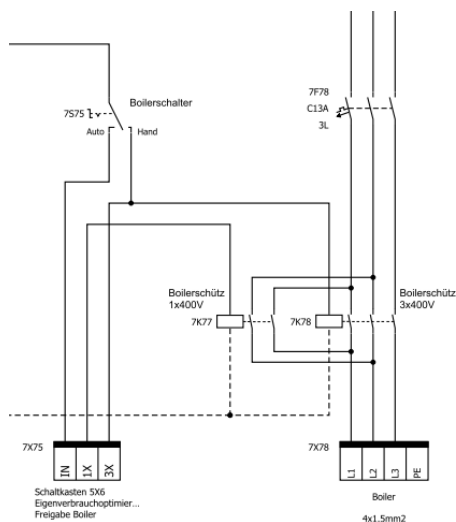 7F78
C13A
3L
Boilerschalter
7S75
Auto
Hand
Boilerschütz
1x400V
7K77
Boilerschütz
3x400V
7K78
7X75
IN
1X
3X
7X78
L1
L2
L3
PE
Schaltkasten 5X6
Eigenverbrauchoptimier...
Freigabe Boiler
Boiler
4x1.5mm2